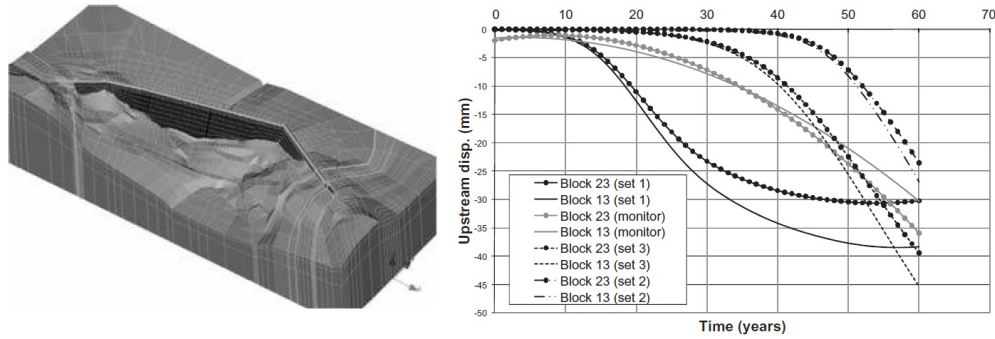 0 10 20 30 40 50 60 70
0
-5
-10
-15
-20
-25
-30
-35
-40
-45
-50
Upstream disp. (mm)
Block 23 (set 1)
Block 13 (set 1)
Block 23 (monitor)
Block 13 (monitor)
Block 23 (set 3)
Block 13 (set 3)
Block 23 (set 2)
Block 13 (set 2)
Time (years)